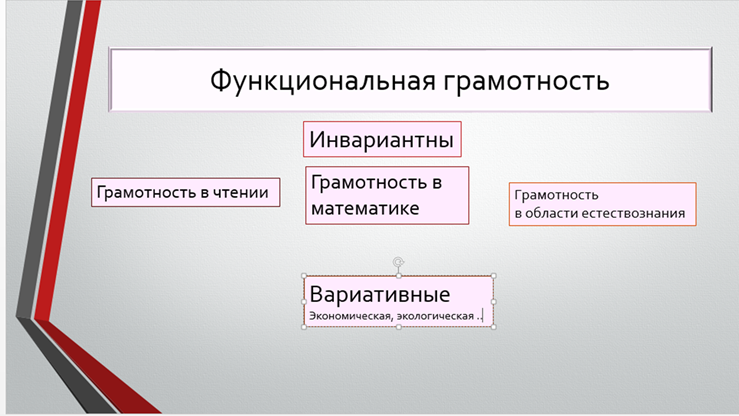 Функциональная грамотность
Инвариантны
Грамотность в чтении
Грамотность в
математике
Грамотность
в области естествознания
Вариативные
Экономическая, экологическая ..